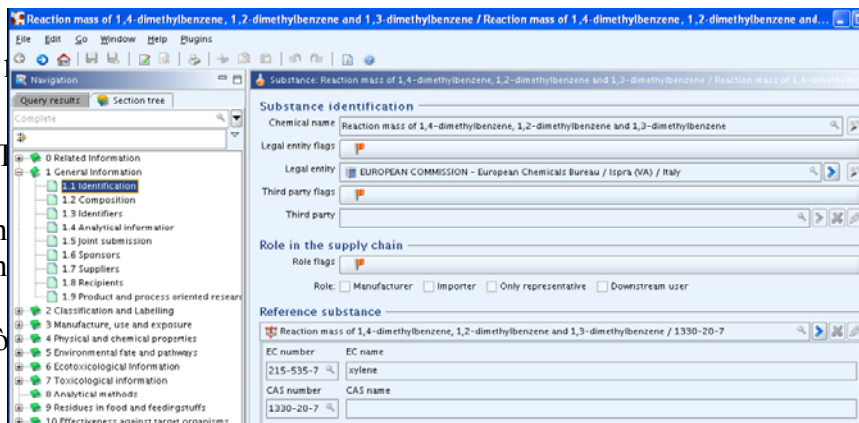 Reaction mass of 1,4-dimethylbenzene, 1,2-dimethylbenzene and 1,3-dimethylbenzene / Reaction mass of 1,4-dimethylbenzene, 1,2-dimethylbenzene and...
File Edit Go Window Help Plugins
Navigation
Query results Section tree
Complete
0 Related Information
1 General Information
1.1 Identification
1.2 Composition
1.3 Identifiers
1.4 Analytical information
1.5 Joint submission
1.6 Sponsors
1.7 Suppliers
1.8 Recipients
1.9 Product and process oriented researc
2 Classification and Labelling
3 Manufacture, use and exposure
4 Physical and chemical properties
5 Environmental fate and pathways
6 Ecotoxicological Information
7 Toxicological information
8 Analytical methods
9 Residues in food and feedingstuffs
10 Effectiveness against target organisms
Substance: Reaction mass of 1,4-dimethylbenzene, 1,2-dimethylbenzene and 1,3-dimethylbenzene / Reaction mass of 1,4-dimethylbe
Substance identification
Chemical name Reaction mass of 1,4-dimethylbenzene, 1,2-dimethylbenzene and 1,3-dimethylbenzene
Legal entity flags
Legal entity EUROPEAN COMMISSION - European Chemicals Bureau / Ispra (VA) / Italy
Third party flags
Third party
Role in the supply chain
Role flags
Role: Manufacturer Importer Only representative Downstream user
Reference substance
Reaction mass of 1,4-dimethylbenzene, 1,2-dimethylbenzene and 1,3-dimethylbenzene / 1330-20-7
EC number EC name
215-535-7 xylene
CAS number CAS name
1330-20-7